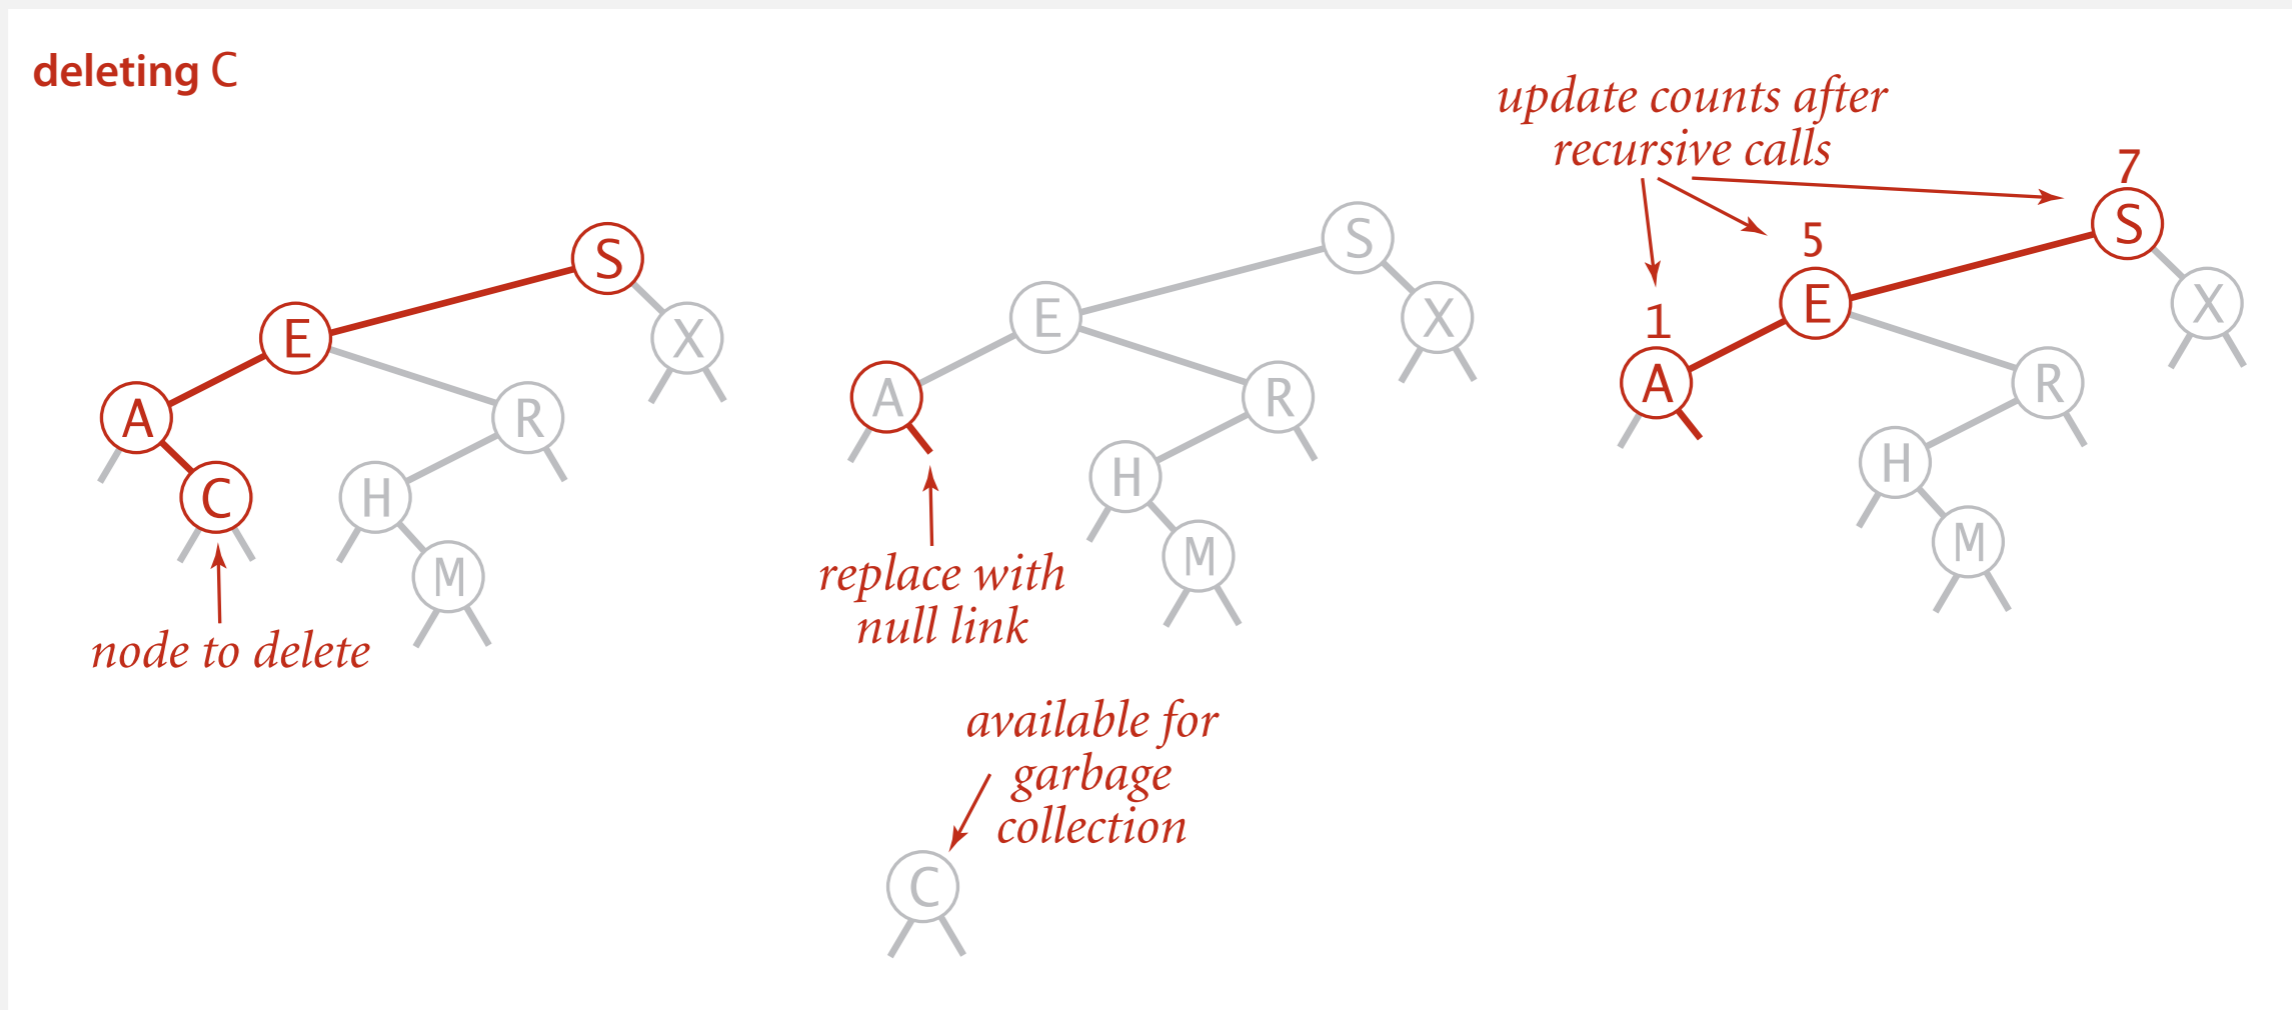 deleting C
S
E
X
A
R
C
H
M
node to delete
S
E
X
A
R
H
M
replace with
null link
available for
garbage
collection
C
update counts after
recursive calls
7
S
5
E
X
1
A
R
H
M